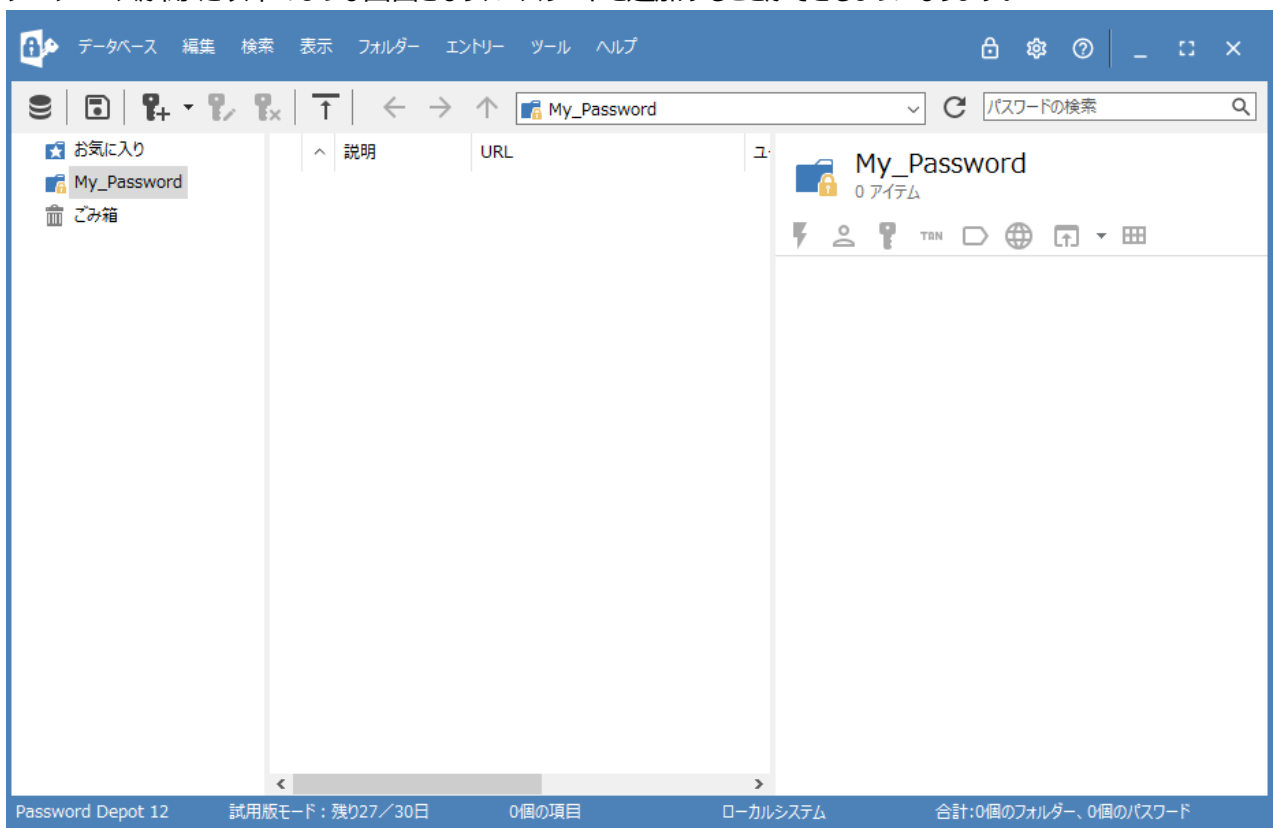 データベース 編集 検索 表示 フォルダー エントリー ツール ヘルプ
My_Password パスワードの検索
お気に入り
My_Password
ごみ箱
説明 URL
My_Password
0 アイテム
TAN
Password Depot 12 試用版モード：残り27／30日 0個の項目 ローカルシステム 合計:0個のフォルダー、0個のパスワード